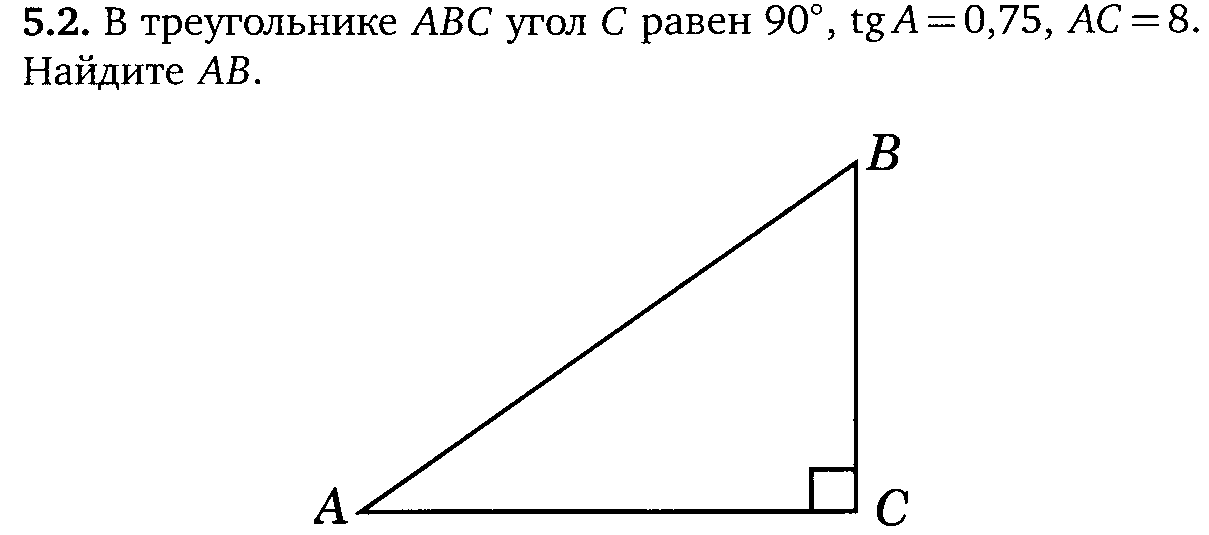 5.2. В треугольнике ABC угол C равен 90°, tg A = 0,75, AC = 8.
Найдите AB.
B
A
C